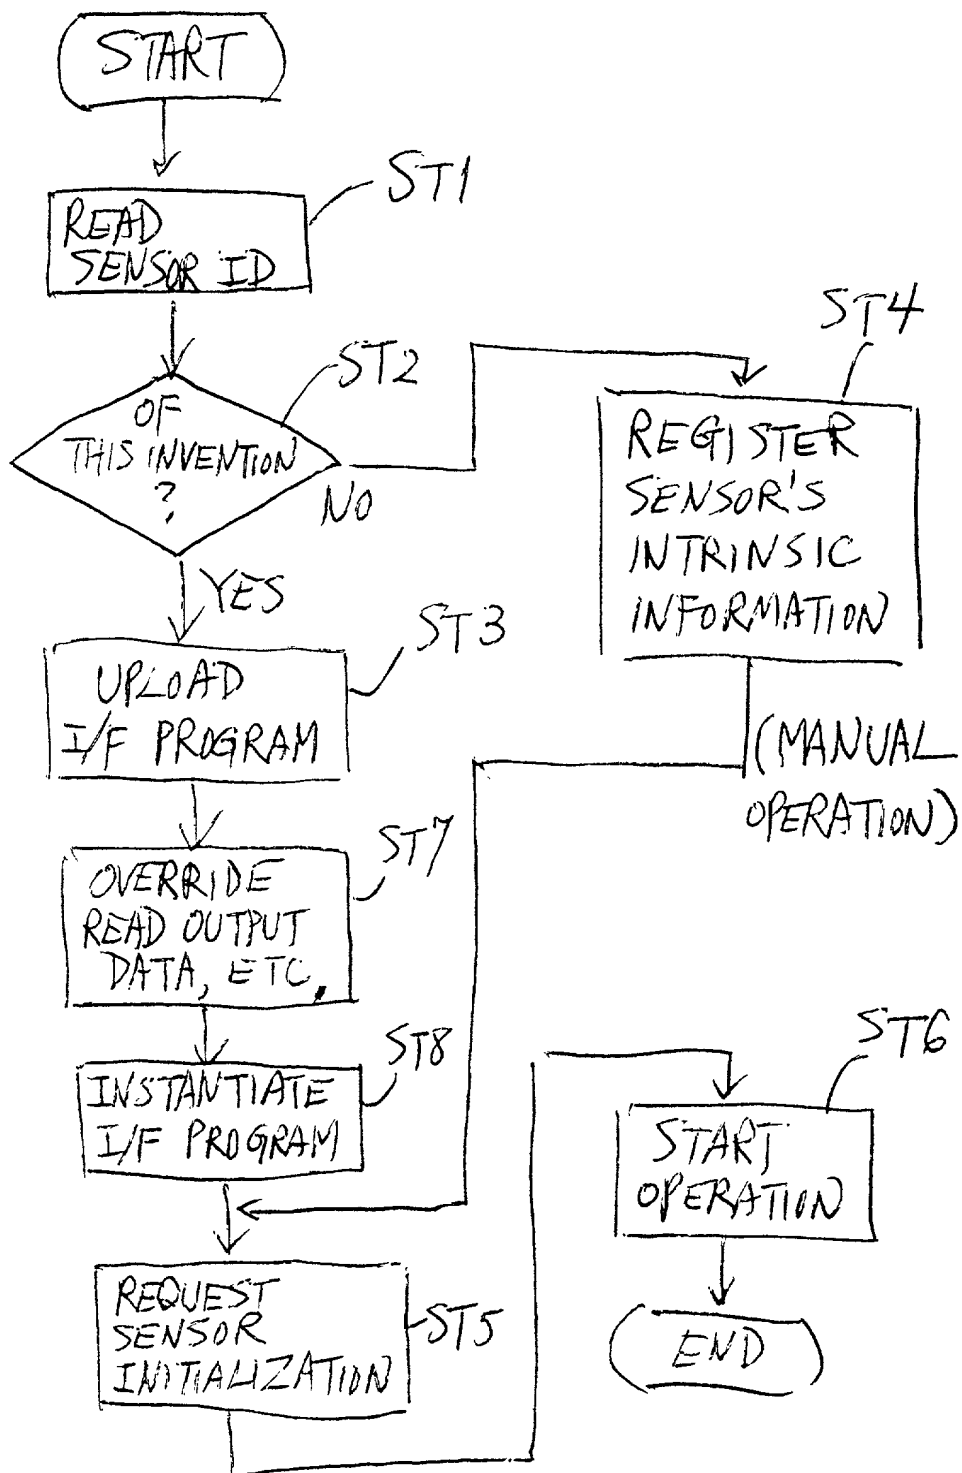 START
ST1
READ
SENSOR ID
ST2
OF
THIS INVENTION
?
NO
YES
ST4
REGISTER
SENSOR'S
INTRINSIC
INFORMATION
(MANUAL
OPERATION)
ST3
UPLOAD
I/F PROGRAM
ST7
OVERRIDE
READ OUTPUT
DATA, ETC.
ST8
INSTANTIATE
I/F PROGRAM
ST5
REQUEST
SENSOR
INITIALIZATION
ST6
START
OPERATION
END